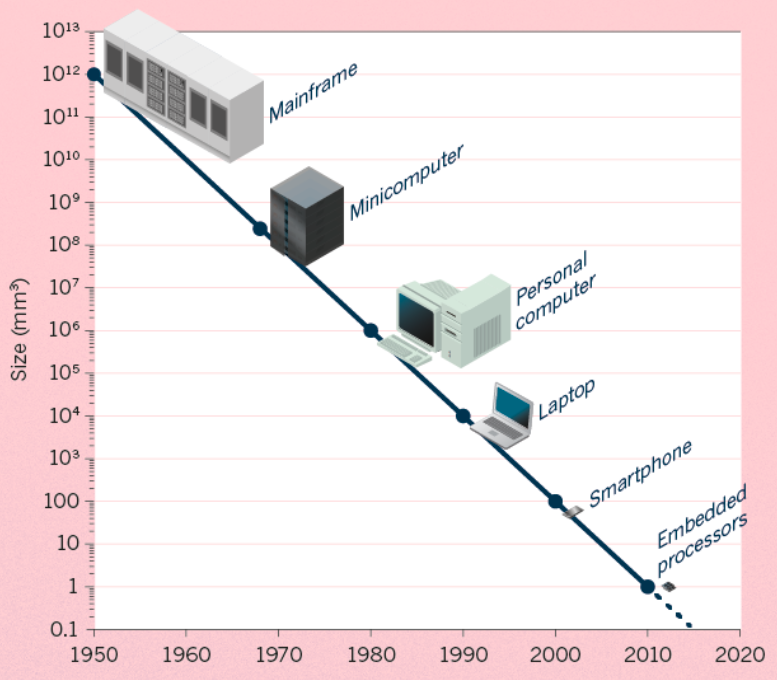 10¹³
10¹²
10¹¹
10¹⁰
10⁹
10⁸
10⁷
10⁶
10⁵
10⁴
10³
100
10
1
0.1
Size (mm³)
Mainframe
Minicomputer
Personal
computer
Laptop
Smartphone
Embedded
processors
1950 1960 1970 1980 1990 2000 2010 2020